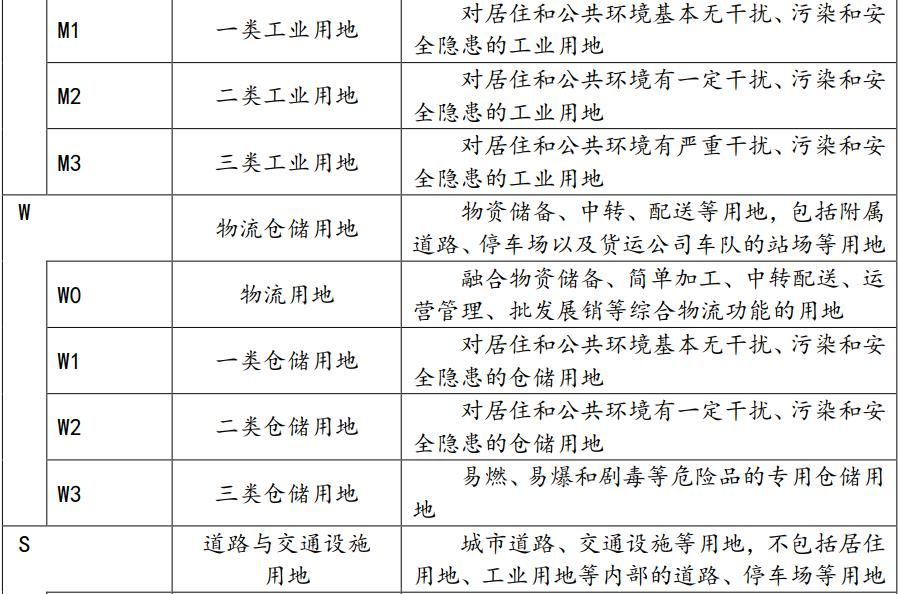 M1 一类工业用地 对居住和公共环境基本无干扰、污染和安
全隐患的工业用地
M2 二类工业用地 对居住和公共环境有一定干扰、污染和安
全隐患的工业用地
M3 三类工业用地 对居住和公共环境有严重干扰、污染和安
全隐患的工业用地
W 物流仓储用地 物资储备、中转、配送等用地，包括附属
道路、停车场以及货运公司车队的站场等用地
W0 物流用地 融合物资储备、简单加工、中转配送、运
营管理、批发展销等综合物流功能的用地
W1 一类仓储用地 对居住和公共环境基本无干扰、污染和安
全隐患的仓储用地
W2 二类仓储用地 对居住和公共环境有一定干扰、污染和安
全隐患的仓储用地
W3 三类仓储用地 易燃、易爆和剧毒等危险品的专用仓储用
地
S 道路与交通设施 城市道路、交通设施等用地，不包括居住
用地 用地、工业用地等内部的道路、停车场等用地